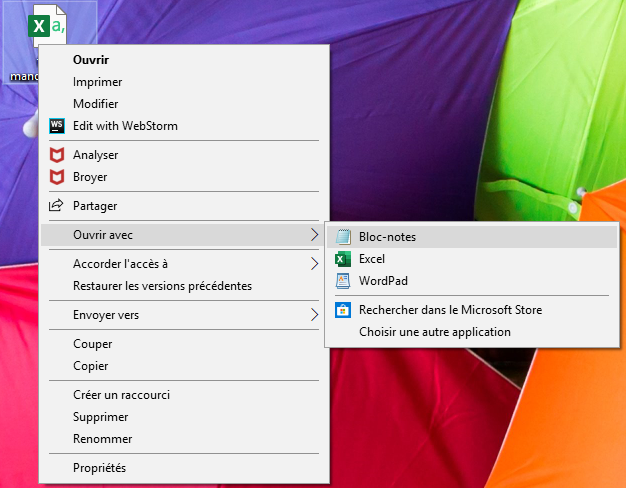 Ouvrir
Imprimer
Modifier
Edit with WebStorm
Analyser
Broyer
Partager
Ouvrir avec
Accorder l'accès à
Restaurer les versions précédentes
Envoyer vers
Couper
Copier
Créer un raccourci
Supprimer
Renommer
Propriétés
Bloc-notes
Excel
WordPad
Rechercher dans le Microsoft Store
Choisir une autre application